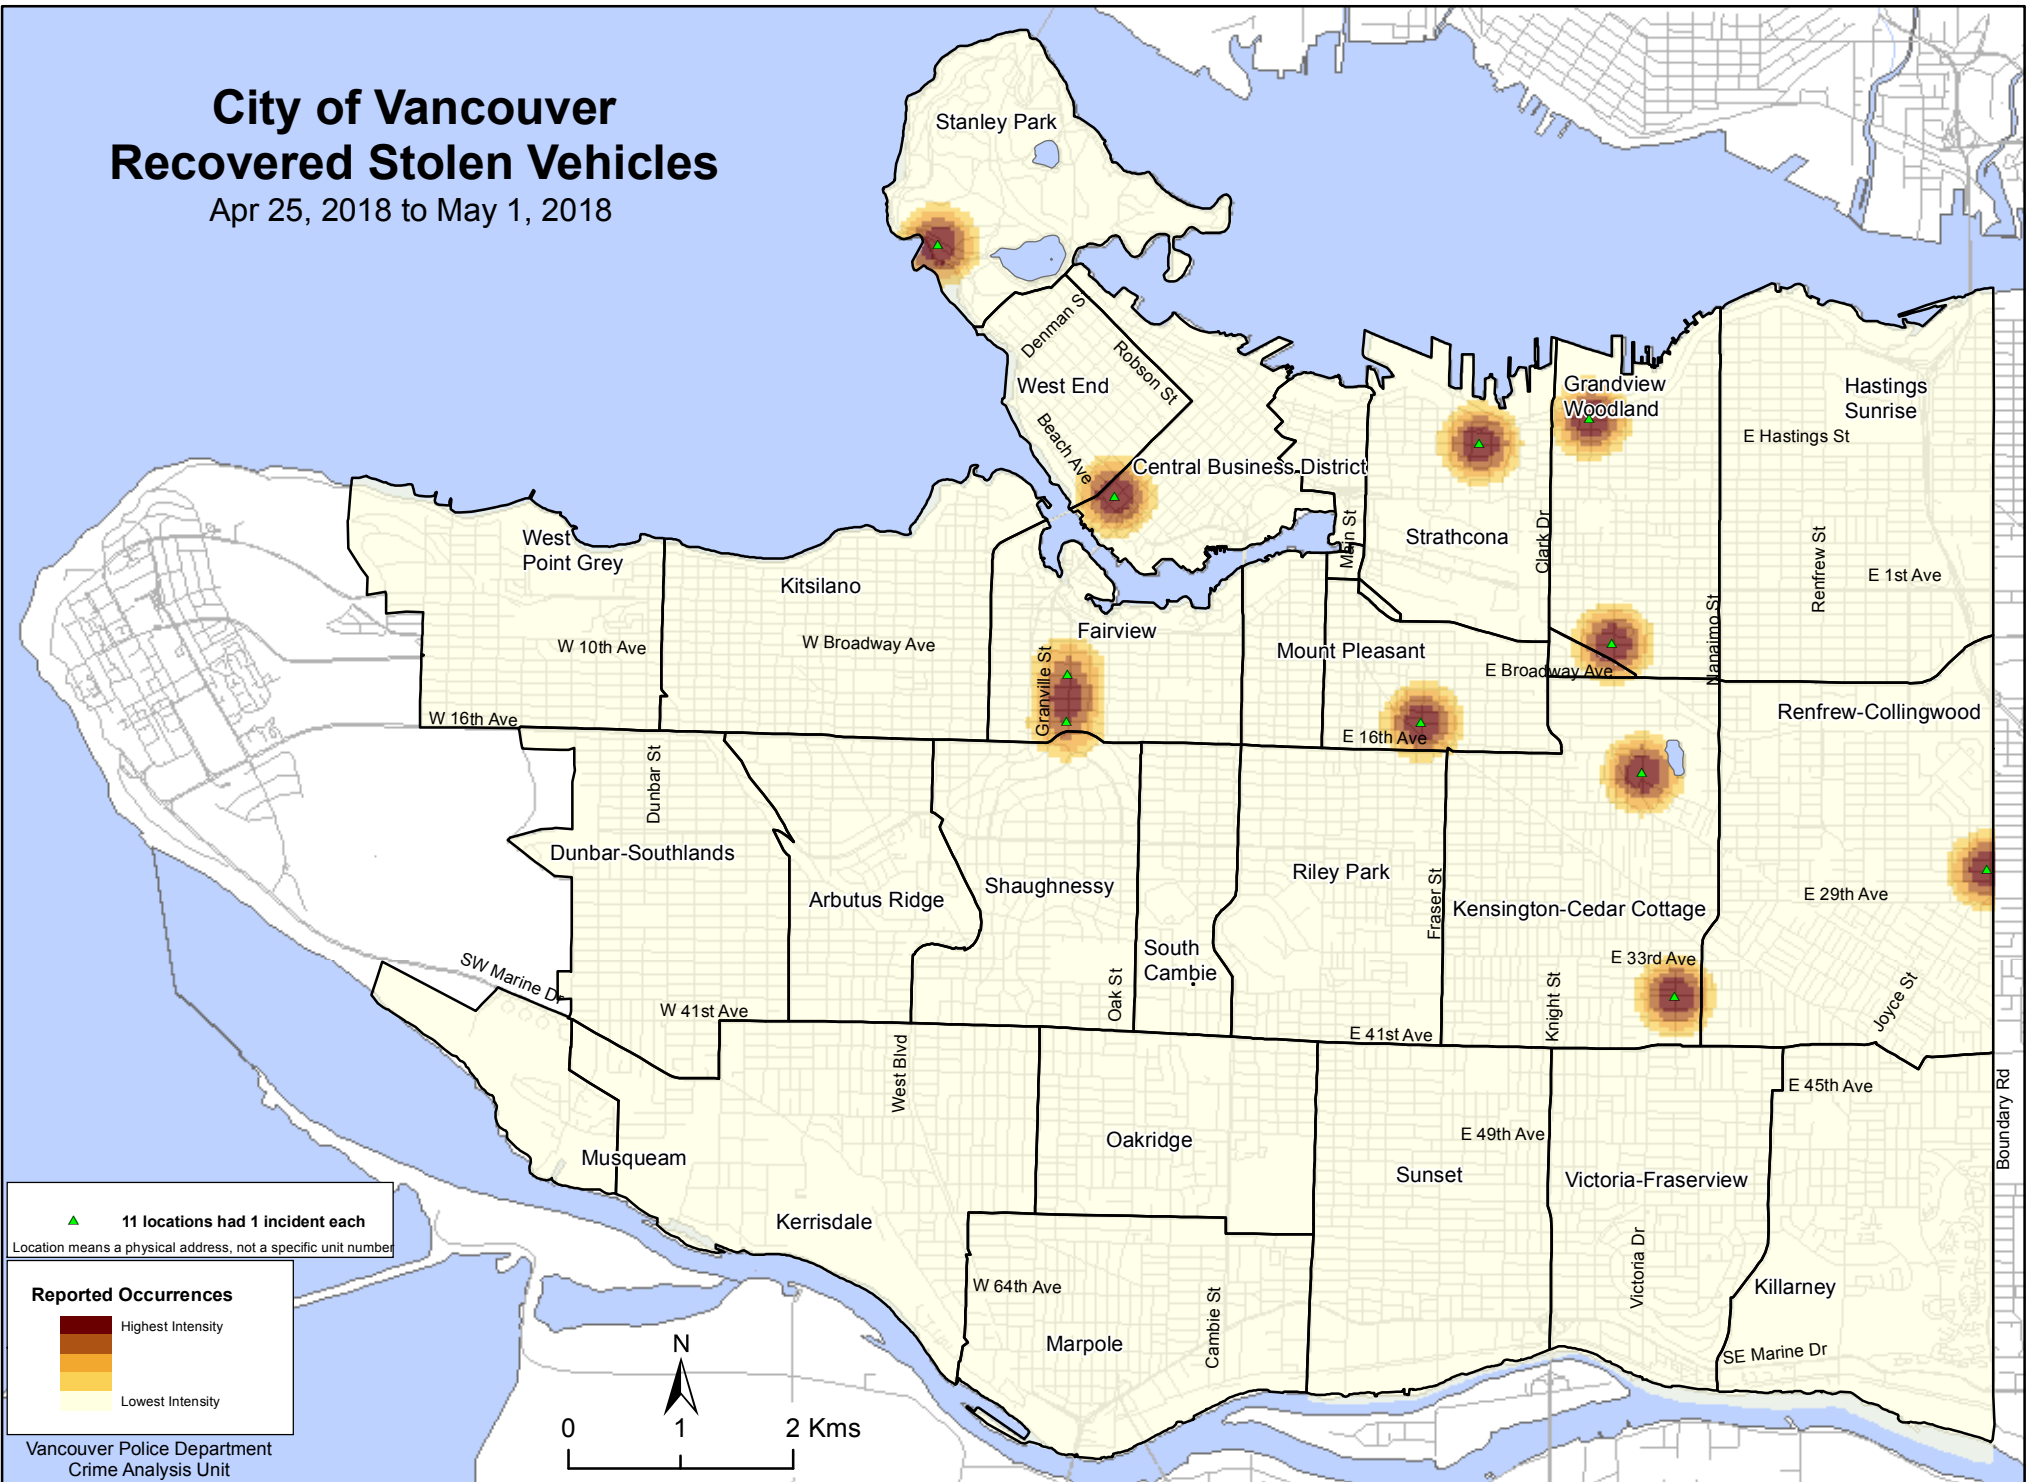 City of Vancouver
Recovered Stolen Vehicles
Apr 25, 2018 to May 1, 2018
Stanley Park
Denman S
Robson St
West End
Beach Ave
Central Business District
Grandview
Woodland
Hastings
Sunrise
E Hastings St
Strathcona
Main St
Clark Dr
Renfrew St
E 1st Ave
Nanaimo St
West
Point Grey
Kitsilano
Fairview
W 10th Ave
W Broadway Ave
Granville St
Mount Pleasant
E Broadway Ave
W 16th Ave
E 16th Ave
Renfrew-Collingwood
Dunbar St
Dunbar-Southlands
Arbutus Ridge
Shaughnessy
Riley Park
Fraser St
Kensington-Cedar Cottage
E 29th Ave
South
Cambie
E 33rd Ave
SW Marine Dr
W 41st Ave
Oak St
E 41st Ave
Knight St
Joyce St
West Blvd
E 45th Ave
Boundary Rd
Musqueam
Oakridge
E 49th Ave
Sunset
Victoria-Fraserview
Kerrisdale
Victoria Dr
W 64th Ave
Cambie St
Killarney
Marpole
SE Marine Dr
11 locations had 1 incident each
Location means a physical address, not a specific unit number
Reported Occurrences
Highest Intensity
Lowest Intensity
N
0 1 2 Kms
Vancouver Police Department
Crime Analysis Unit